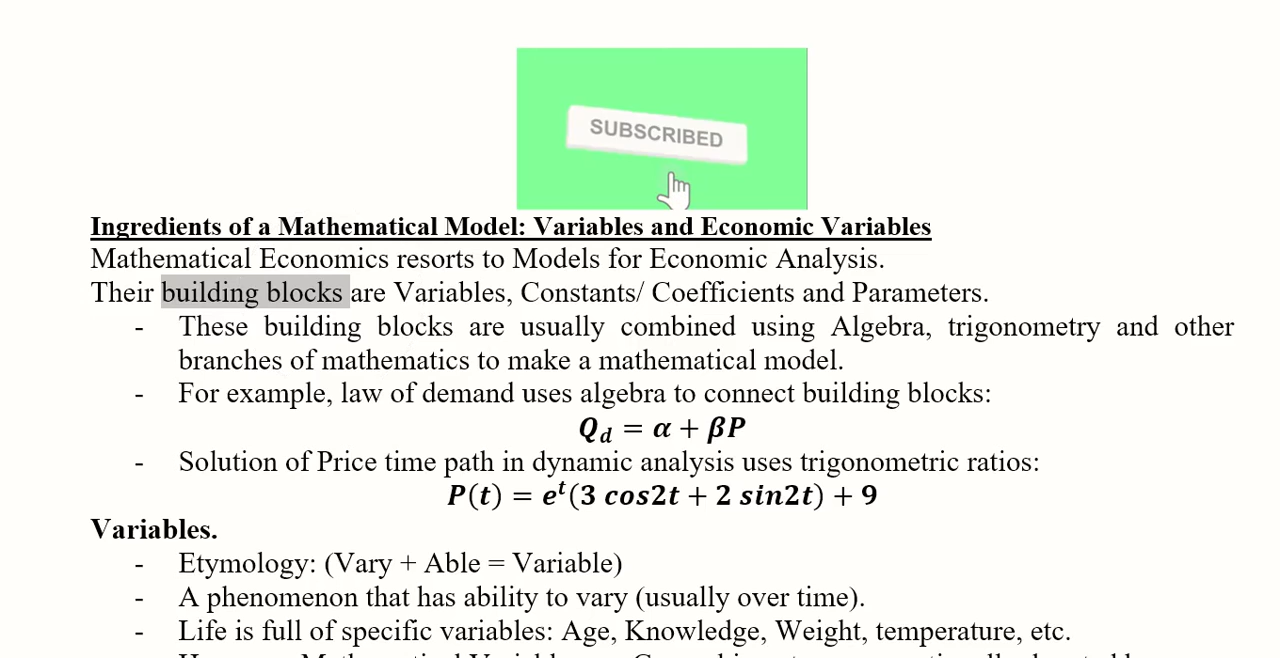 SUBSCRIBED
Ingredients of a Mathematical Model: Variables and Economic Variables
Mathematical Economics resorts to Models for Economic Analysis.
Their building blocks are Variables, Constants/ Coefficients and Parameters.
- These building blocks are usually combined using Algebra, trigonometry and other
branches of mathematics to make a mathematical model.
- For example, law of demand uses algebra to connect building blocks:
Q_d = α + βP
- Solution of Price time path in dynamic analysis uses trigonometric ratios:
P(t) = e^t(3 cos2t + 2 sin2t) + 9
Variables.
- Etymology: (Vary + Able = Variable)
- A phenomenon that has ability to vary (usually over time).
- Life is full of specific variables: Age, Knowledge, Weight, temperature, etc.